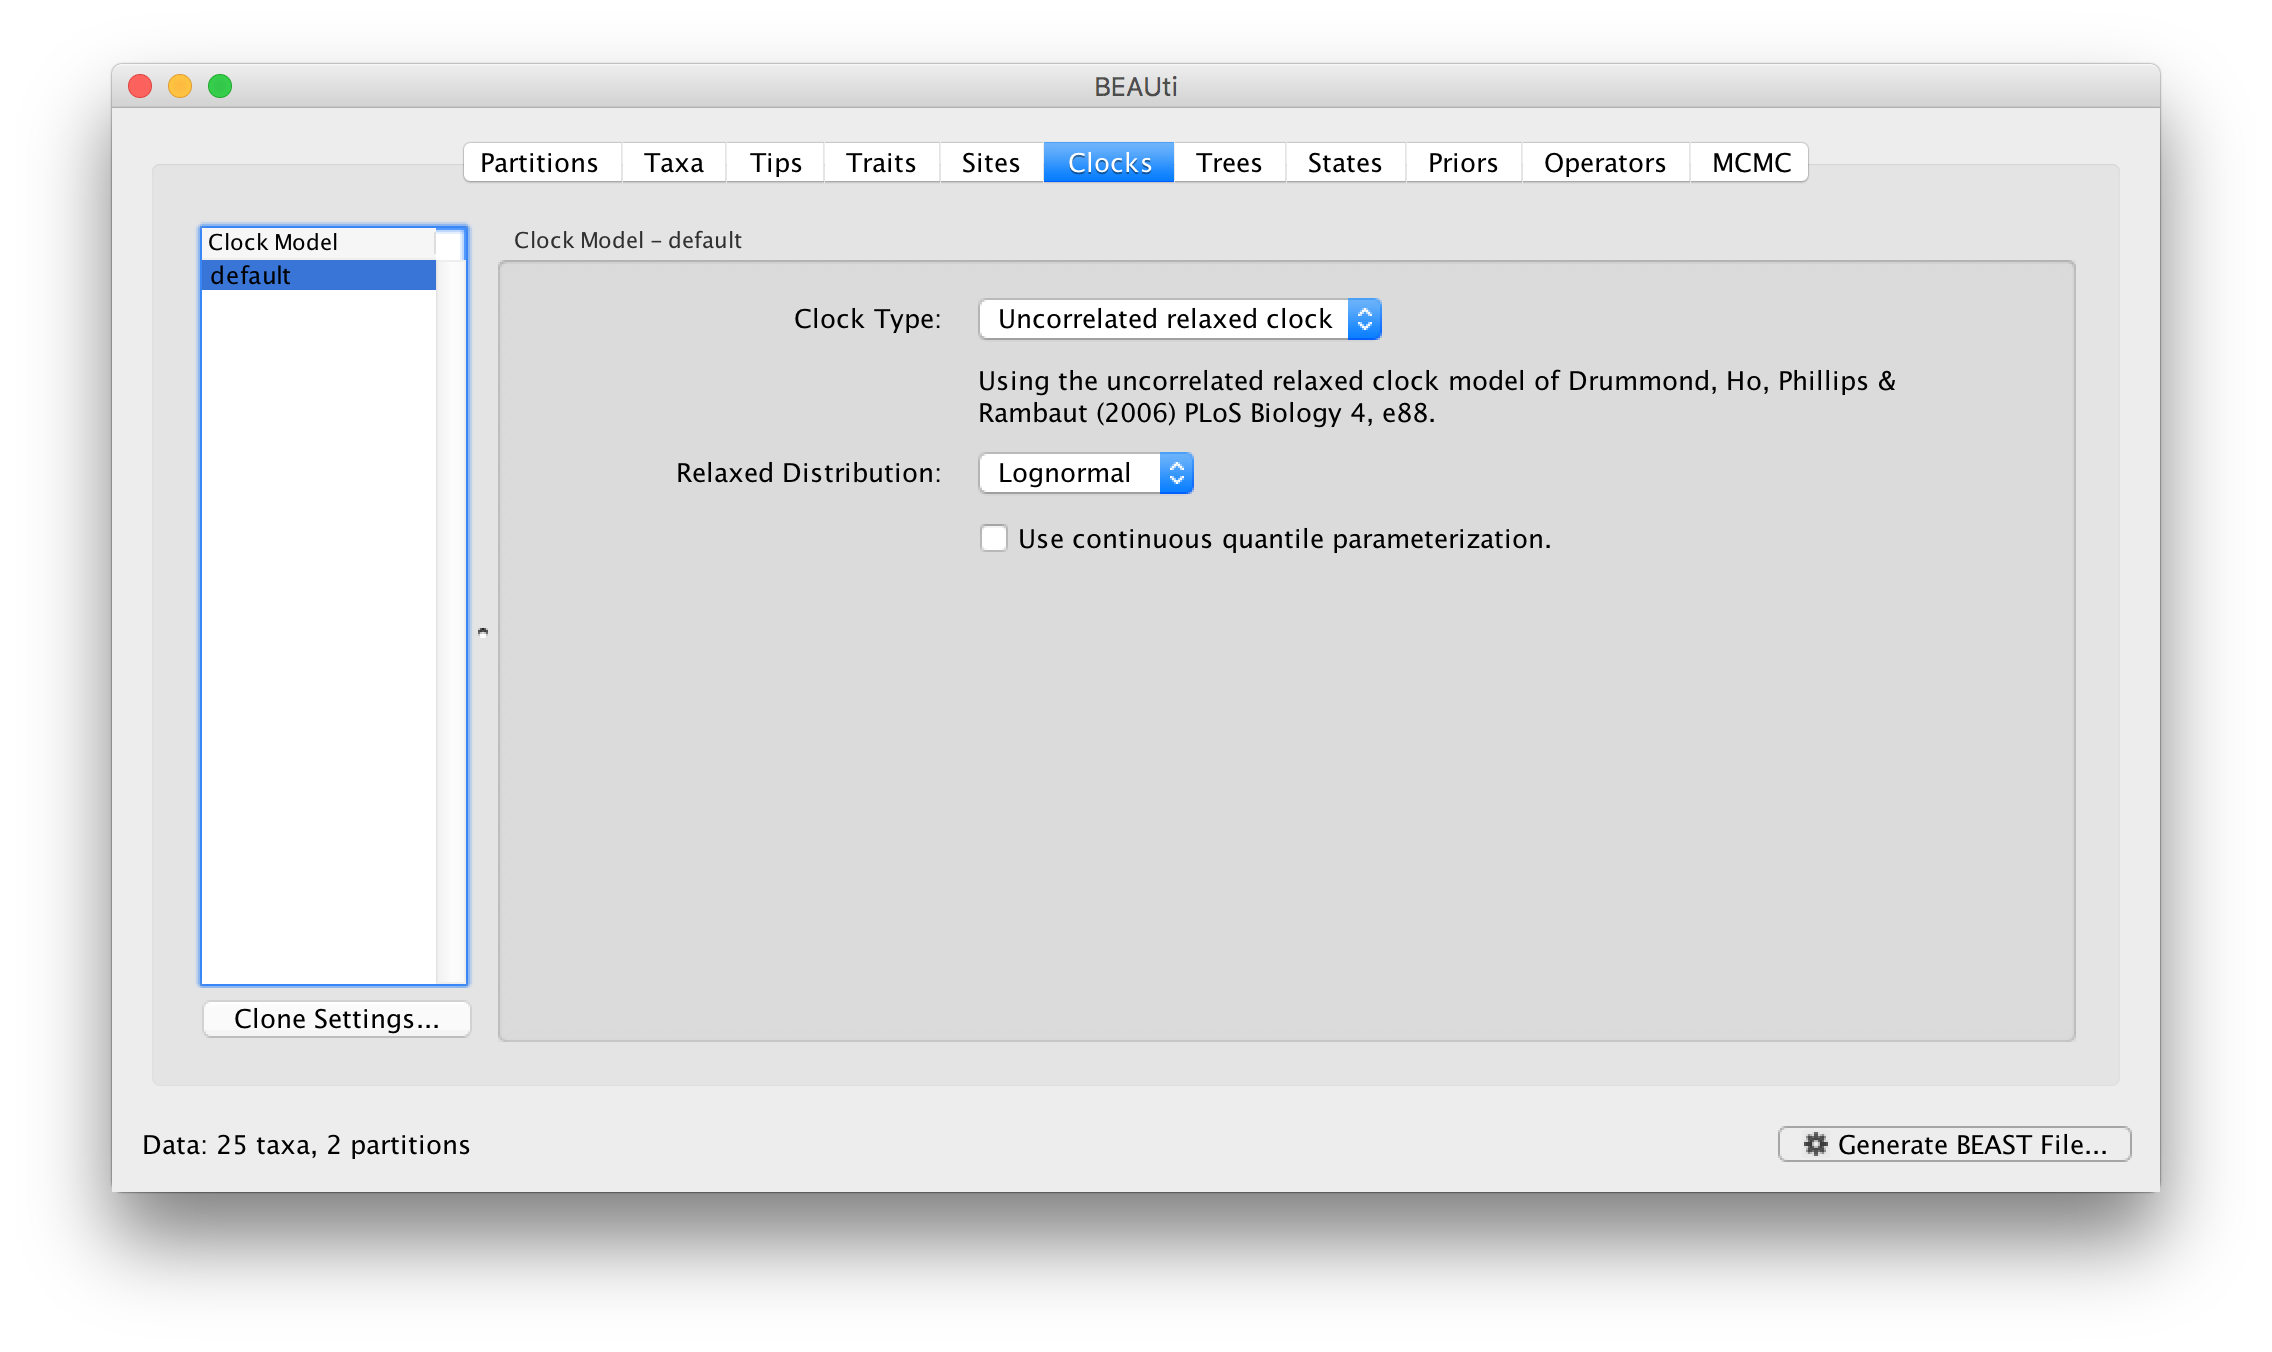 BEAUti
Partitions
Taxa
Tips
Traits
Sites
Clocks
Trees
States
Priors
Operators
MCMC
Clock Model
default
Clone Settings...
Clock Model – default
Clock Type:
Uncorrelated relaxed clock
Using the uncorrelated relaxed clock model of Drummond, Ho, Phillips &
Rambaut (2006) PLoS Biology 4, e88.
Relaxed Distribution:
Lognormal
Use continuous quantile parameterization.
Data: 25 taxa, 2 partitions
Generate BEAST File...